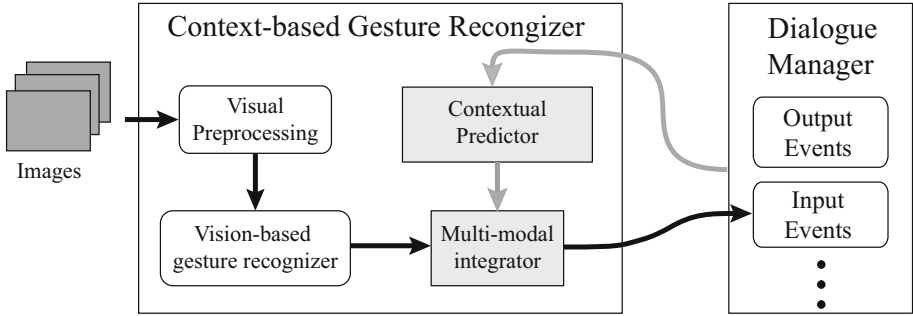 Context-based Gesture Recongizer
Images
Visual
Preprocessing
Vision-based
gesture recognizer
Contextual
Predictor
Multi-modal
integrator
Dialogue
Manager
Output
Events
Input
Events